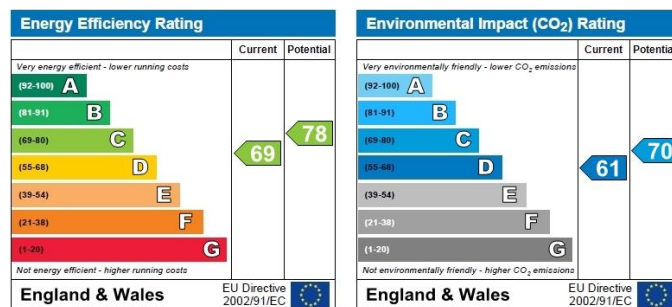 Energy Efficiency Rating
Current Potential
Very energy efficient - lower running costs
(92-100) A
(81-91) B
(69-80) C
(55-68) D
(39-54) E
(21-38) F
(1-20) G
69
78
Not energy efficient - higher running costs
England & Wales
EU Directive
2002/91/EC
Environmental Impact (CO₂) Rating
Current Potential
Very environmentally friendly - lower CO₂ emissions
(92-100) A
(81-91) B
(69-80) C
(55-68) D
(39-54) E
(21-38) F
(1-20) G
61
70
Not environmentally friendly - higher CO₂ emissions
England & Wales
EU Directive
2002/91/EC